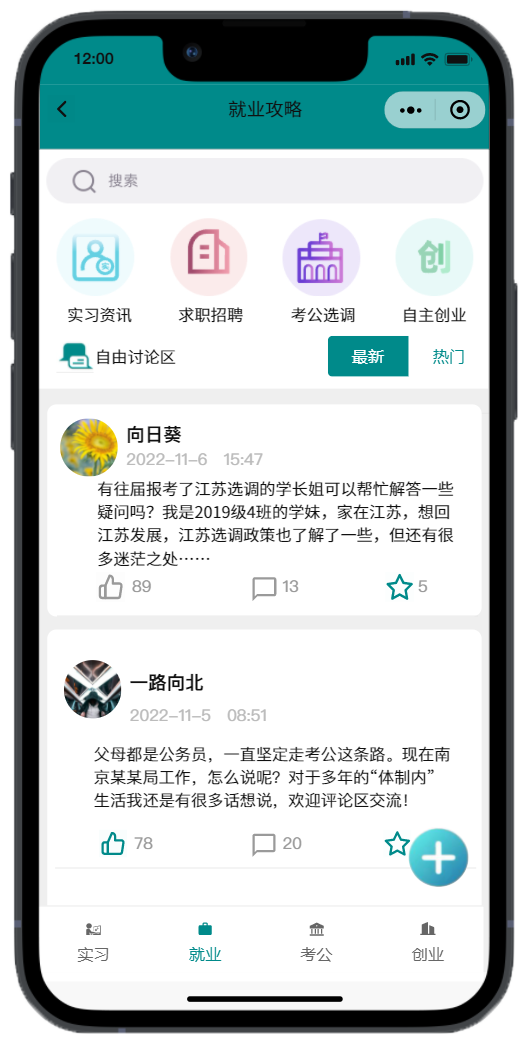 12:00
就业攻略
搜索
实习资讯 求职招聘 考公选调 自主创业
自由讨论区 最新 热门
向日葵
2022-11-6 15:47
有往届报考了江苏选调的学长姐可以帮忙解答一些
疑问吗？我是2019级4班的学妹，家在江苏，想回
江苏发展，江苏选调政策也了解了一些，但还有很
多迷茫之处……
89 13 5
一路向北
2022-11-5 08:51
父母都是公务员，一直坚定走考公这条路。现在南
京某某局工作，怎么说呢？对于多年的“体制内”
生活我还是有很多话想说，欢迎评论区交流！
78 20
实习 就业 考公 创业